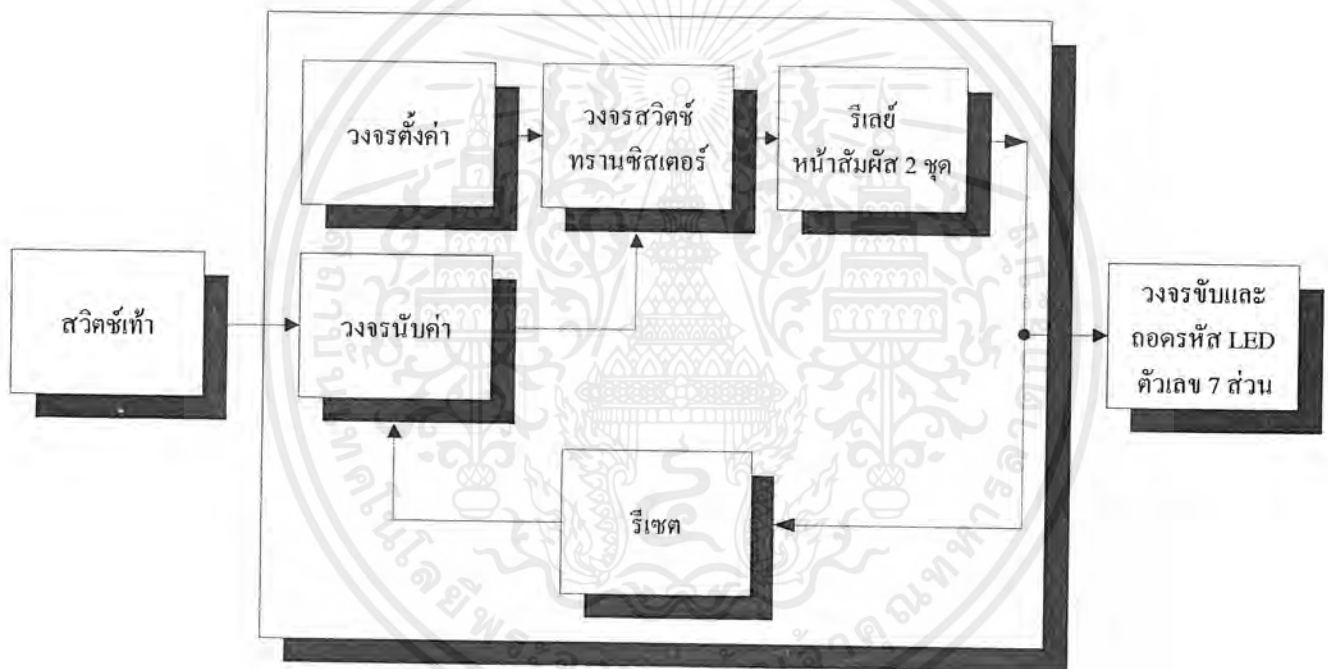 วงจรตั้งค่า
วงจรสวิตช์
ทรานซิสเตอร์
รีเลย์
หน้าสัมผัส 2 ชุด
สวิตช์เท้า
วงจรนับค่า
วงจรขับและ
ถอดรหัส LED
ตัวเลข 7 ส่วน
รีเซต